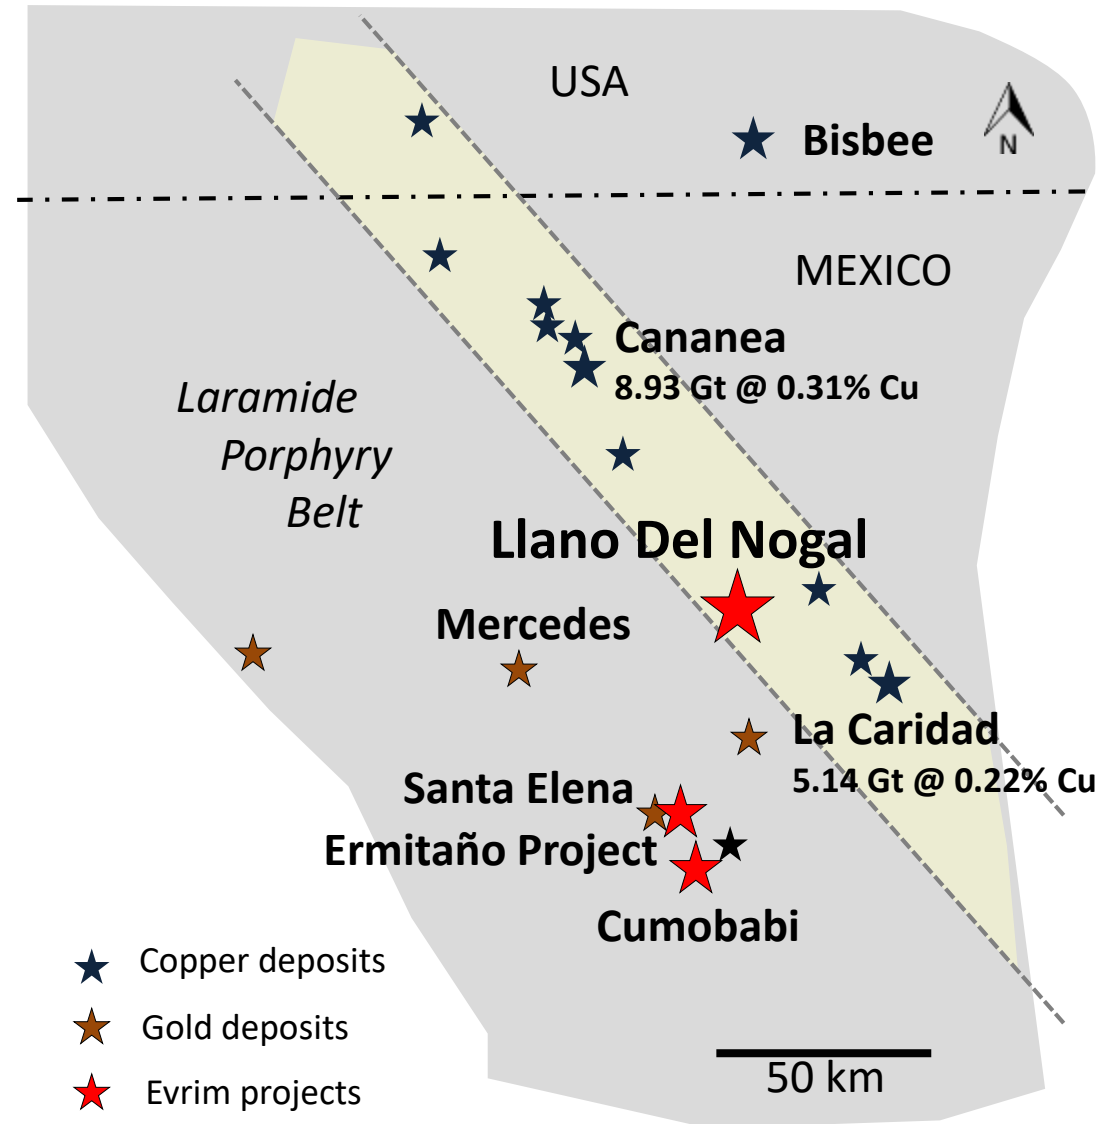 USA
Bisbee
N
MEXICO
Cananea
8.93 Gt @ 0.31% Cu
Laramide
Porphyry
Belt
Llano Del Nogal
Mercedes
La Caridad
5.14 Gt @ 0.22% Cu
Santa Elena
Ermitaño Project
Cumobabi
Copper deposits
Gold deposits
Evrim projects
50 km